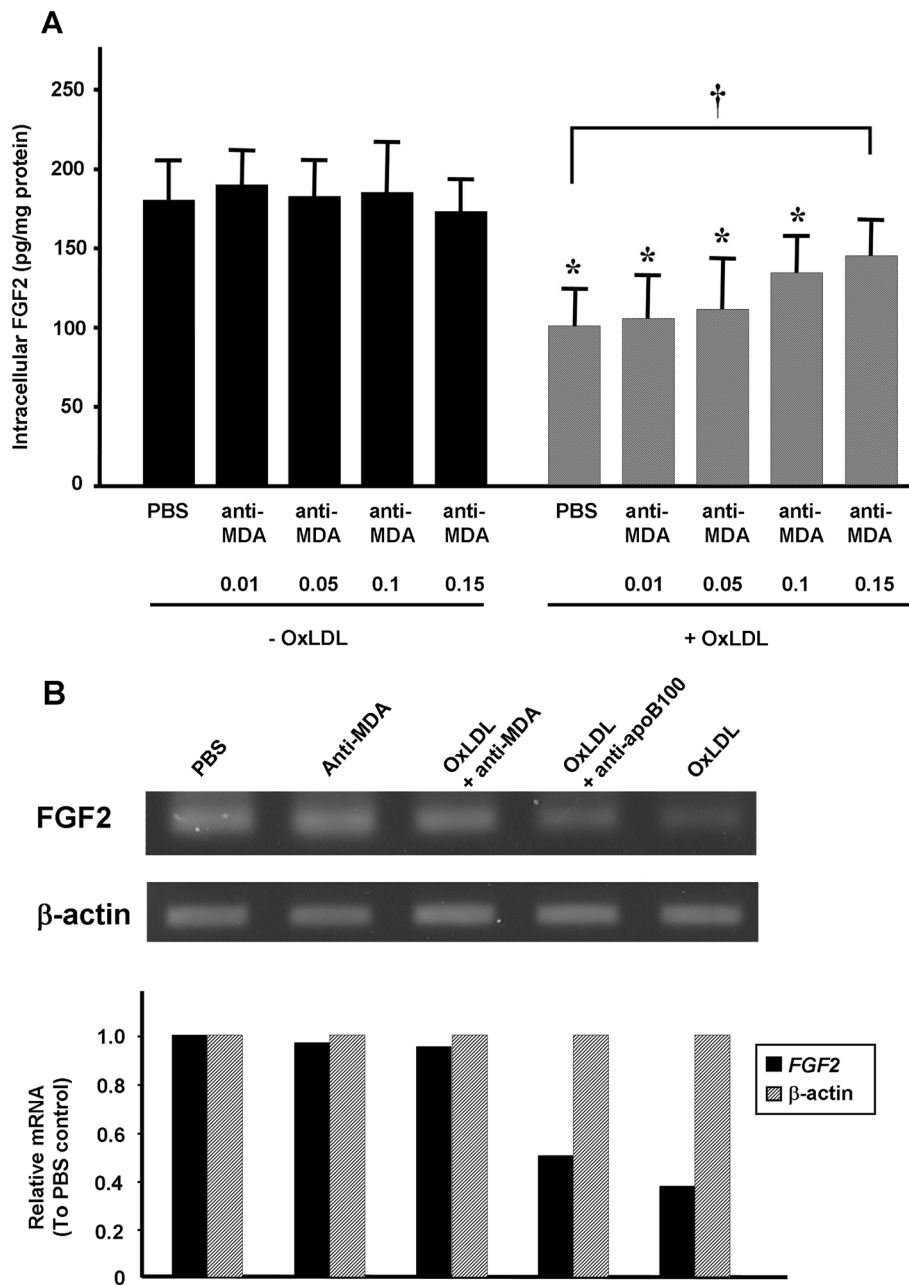 A
Intracellular FGF2 (pg/mg protein)
250
200
150
100
50
0
†
* * * *
PBS anti-MDA anti-MDA anti-MDA anti-MDA PBS anti-MDA anti-MDA anti-MDA anti-MDA
0.01 0.05 0.1 0.15 0.01 0.05 0.1 0.15
- OxLDL + OxLDL
B
PBS
Anti-MDA
OxLDL
+ anti-MDA
OxLDL
+ anti-apoB100
OxLDL
FGF2
β-actin
Relative mRNA
(To PBS control)
1.0
0.8
0.6
0.4
0.2
0
FGF2
β-actin